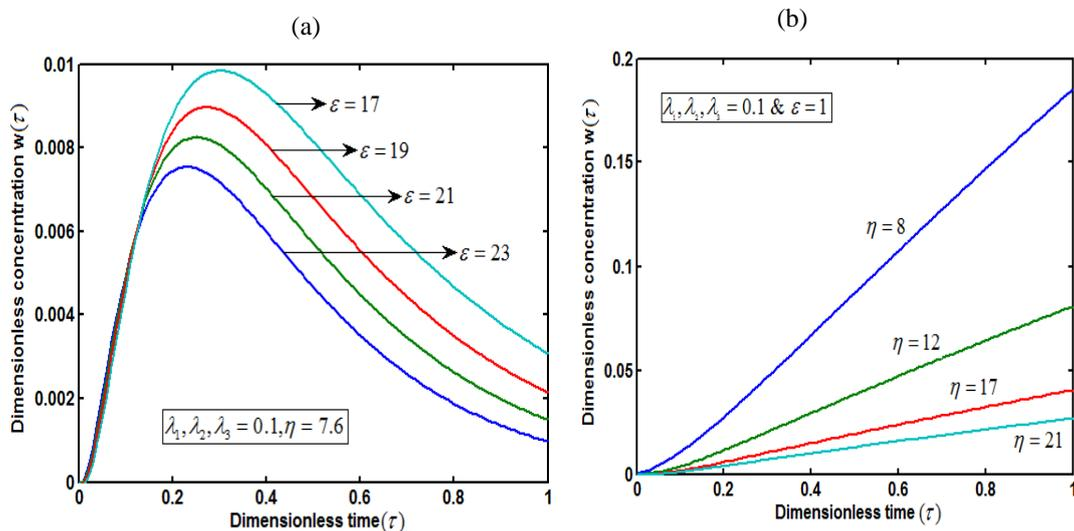 (a)
0.01
0.008
0.006
0.004
0.002
0
0
0.2
0.4
0.6
0.8
1
Dimensionless concerntration w(τ)
Dimensionless time(τ)
ε = 17
ε = 19
ε = 21
ε = 23
λ₁, λ₂, λ₃ = 0.1, η = 7.6
(b)
0.2
0.15
0.1
0.05
0
0
0.2
0.4
0.6
0.8
1
Dimensionless concerntration w(τ)
Dimensionless time (τ)
λ₁, λ₂, λ₃ = 0.1 & ε = 1
η = 8
η = 12
η = 17
η = 21